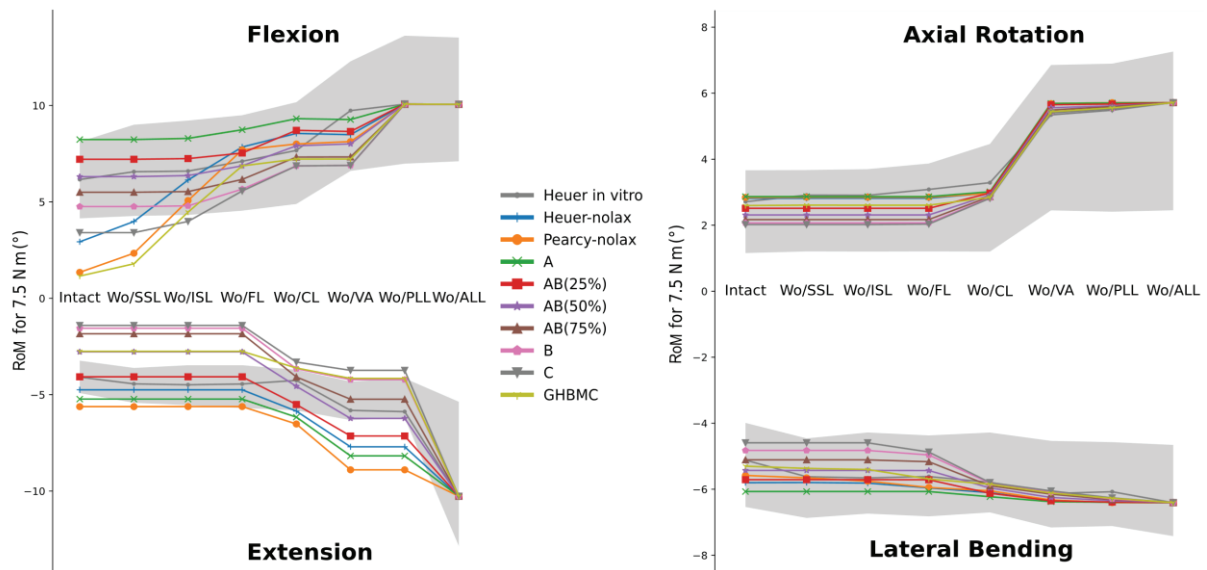 Flexion
10
5
0
−5
−10
RoM for 7.5 N m (°)
Intact Wo/SSL Wo/ISL Wo/FL Wo/CL Wo/VA Wo/PLL Wo/ALL
Extension
Heuer in vitro
Heuer-nolax
Pearcy-nolax
A
AB(25%)
AB(50%)
AB(75%)
B
C
GHBMC
Axial Rotation
8
6
4
2
0
−2
−4
−6
−8
RoM for 7.5 N m (°)
Intact Wo/SSL Wo/ISL Wo/FL Wo/CL Wo/VA Wo/PLL Wo/ALL
Lateral Bending